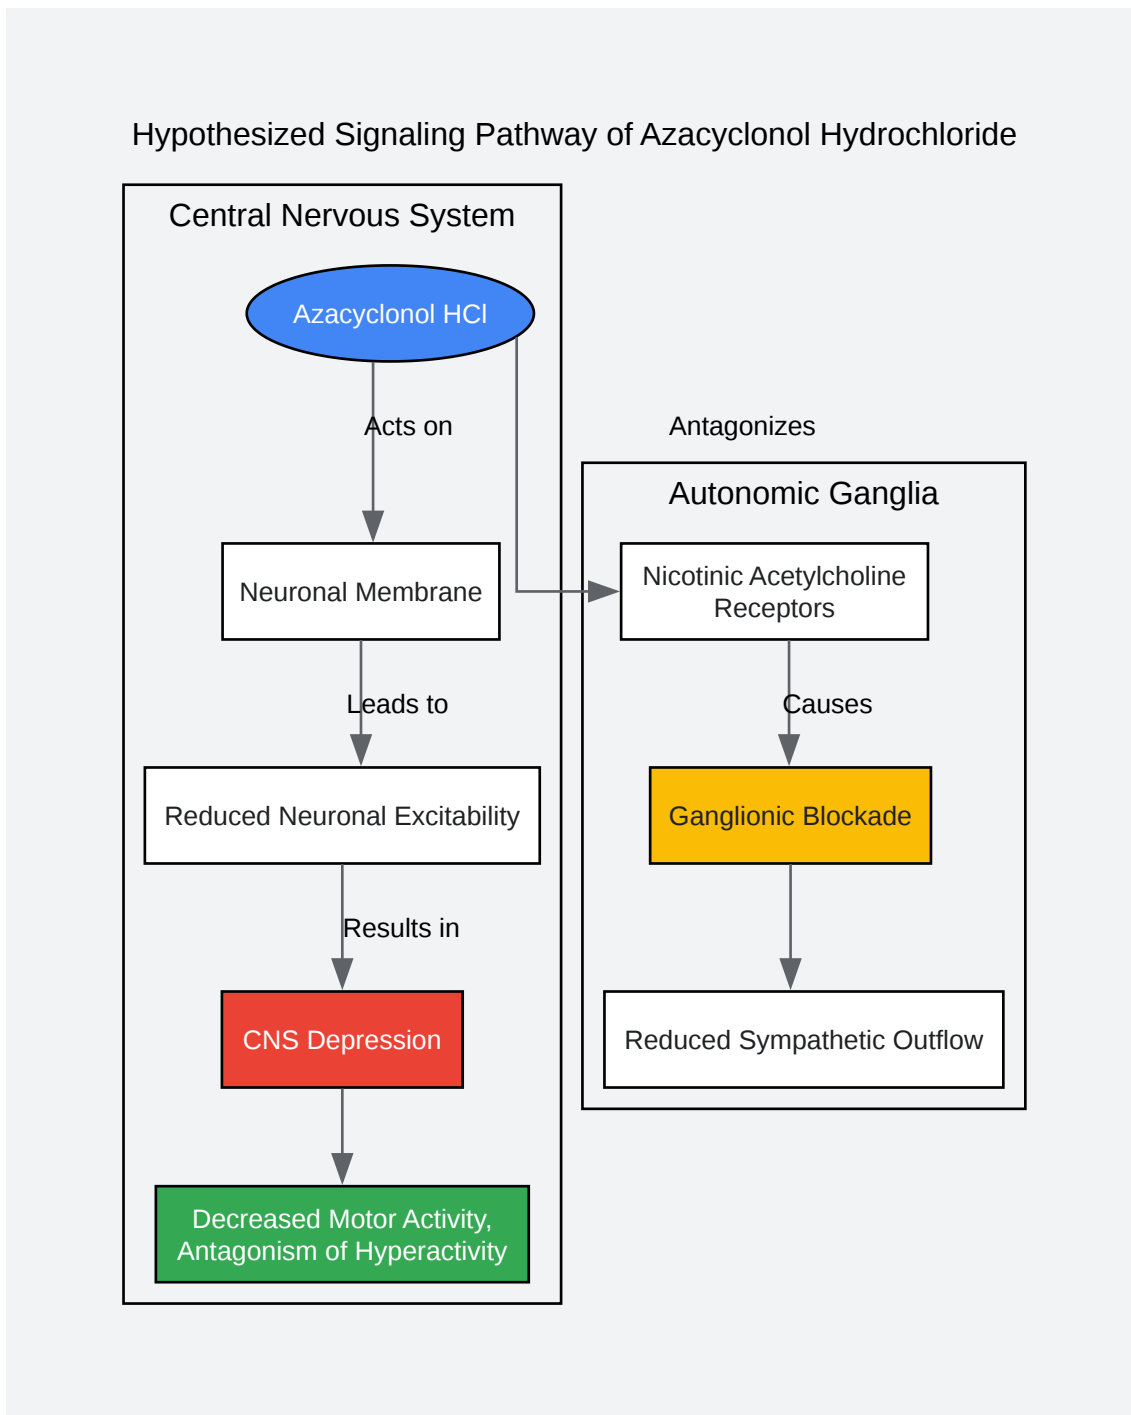 Hypothesized Signaling Pathway of Azacyclonol Hydrochloride
Central Nervous System
Azacyclonol HCl
Acts on
Neuronal Membrane
Leads to
Reduced Neuronal Excitability
Results in
CNS Depression
Decreased Motor Activity,
Antagonism of Hyperactivity
Antagonizes
Autonomic Ganglia
Nicotinic Acetylcholine
Receptors
Causes
Ganglionic Blockade
Reduced Sympathetic Outflow